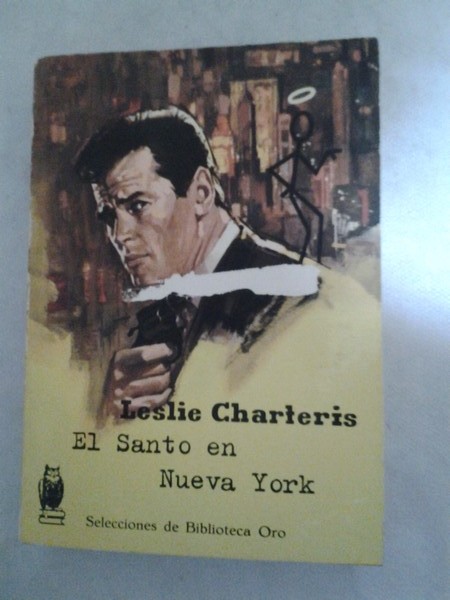 Leslie Charteris
El Santo en
Nueva York
Selecciones de Biblioteca Oro